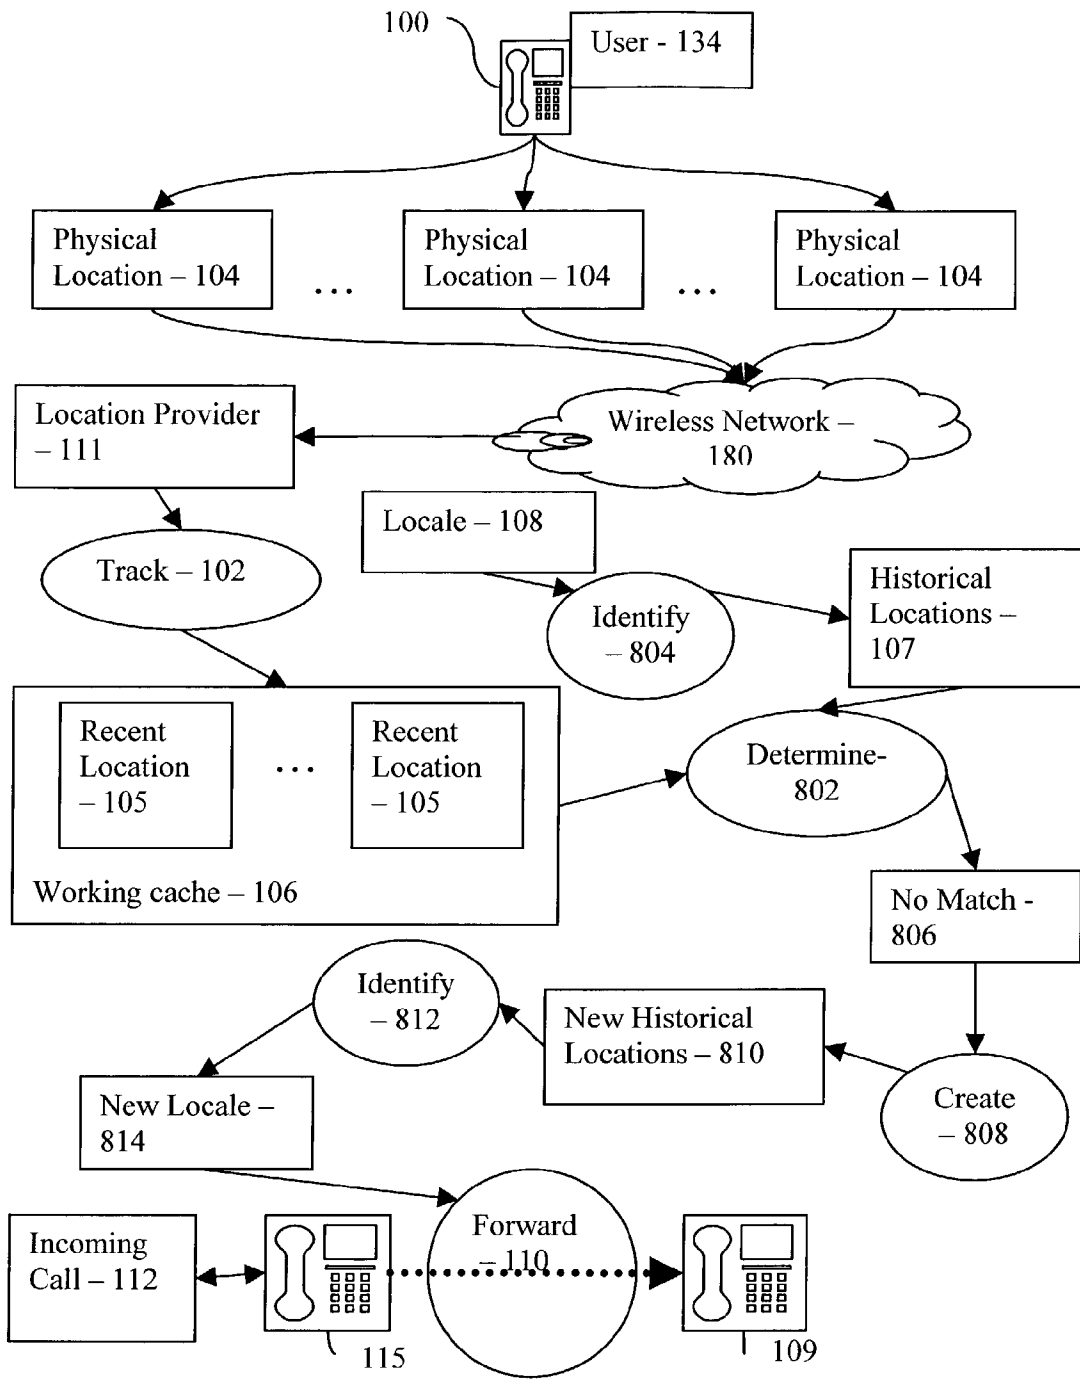 100
User - 134
Physical
Location – 104
Physical
Location – 104
Physical
Location – 104
...
...
Location Provider
– 111
Wireless Network –
180
Locale – 108
Track – 102
Identify
– 804
Historical
Locations –
107
Recent
Location
– 105
...
Recent
Location
– 105
Determine-
802
Working cache – 106
No Match -
806
Identify
– 812
New Historical
Locations – 810
Create
– 808
New Locale –
814
Incoming
Call – 112
Forward
– 110
115
109